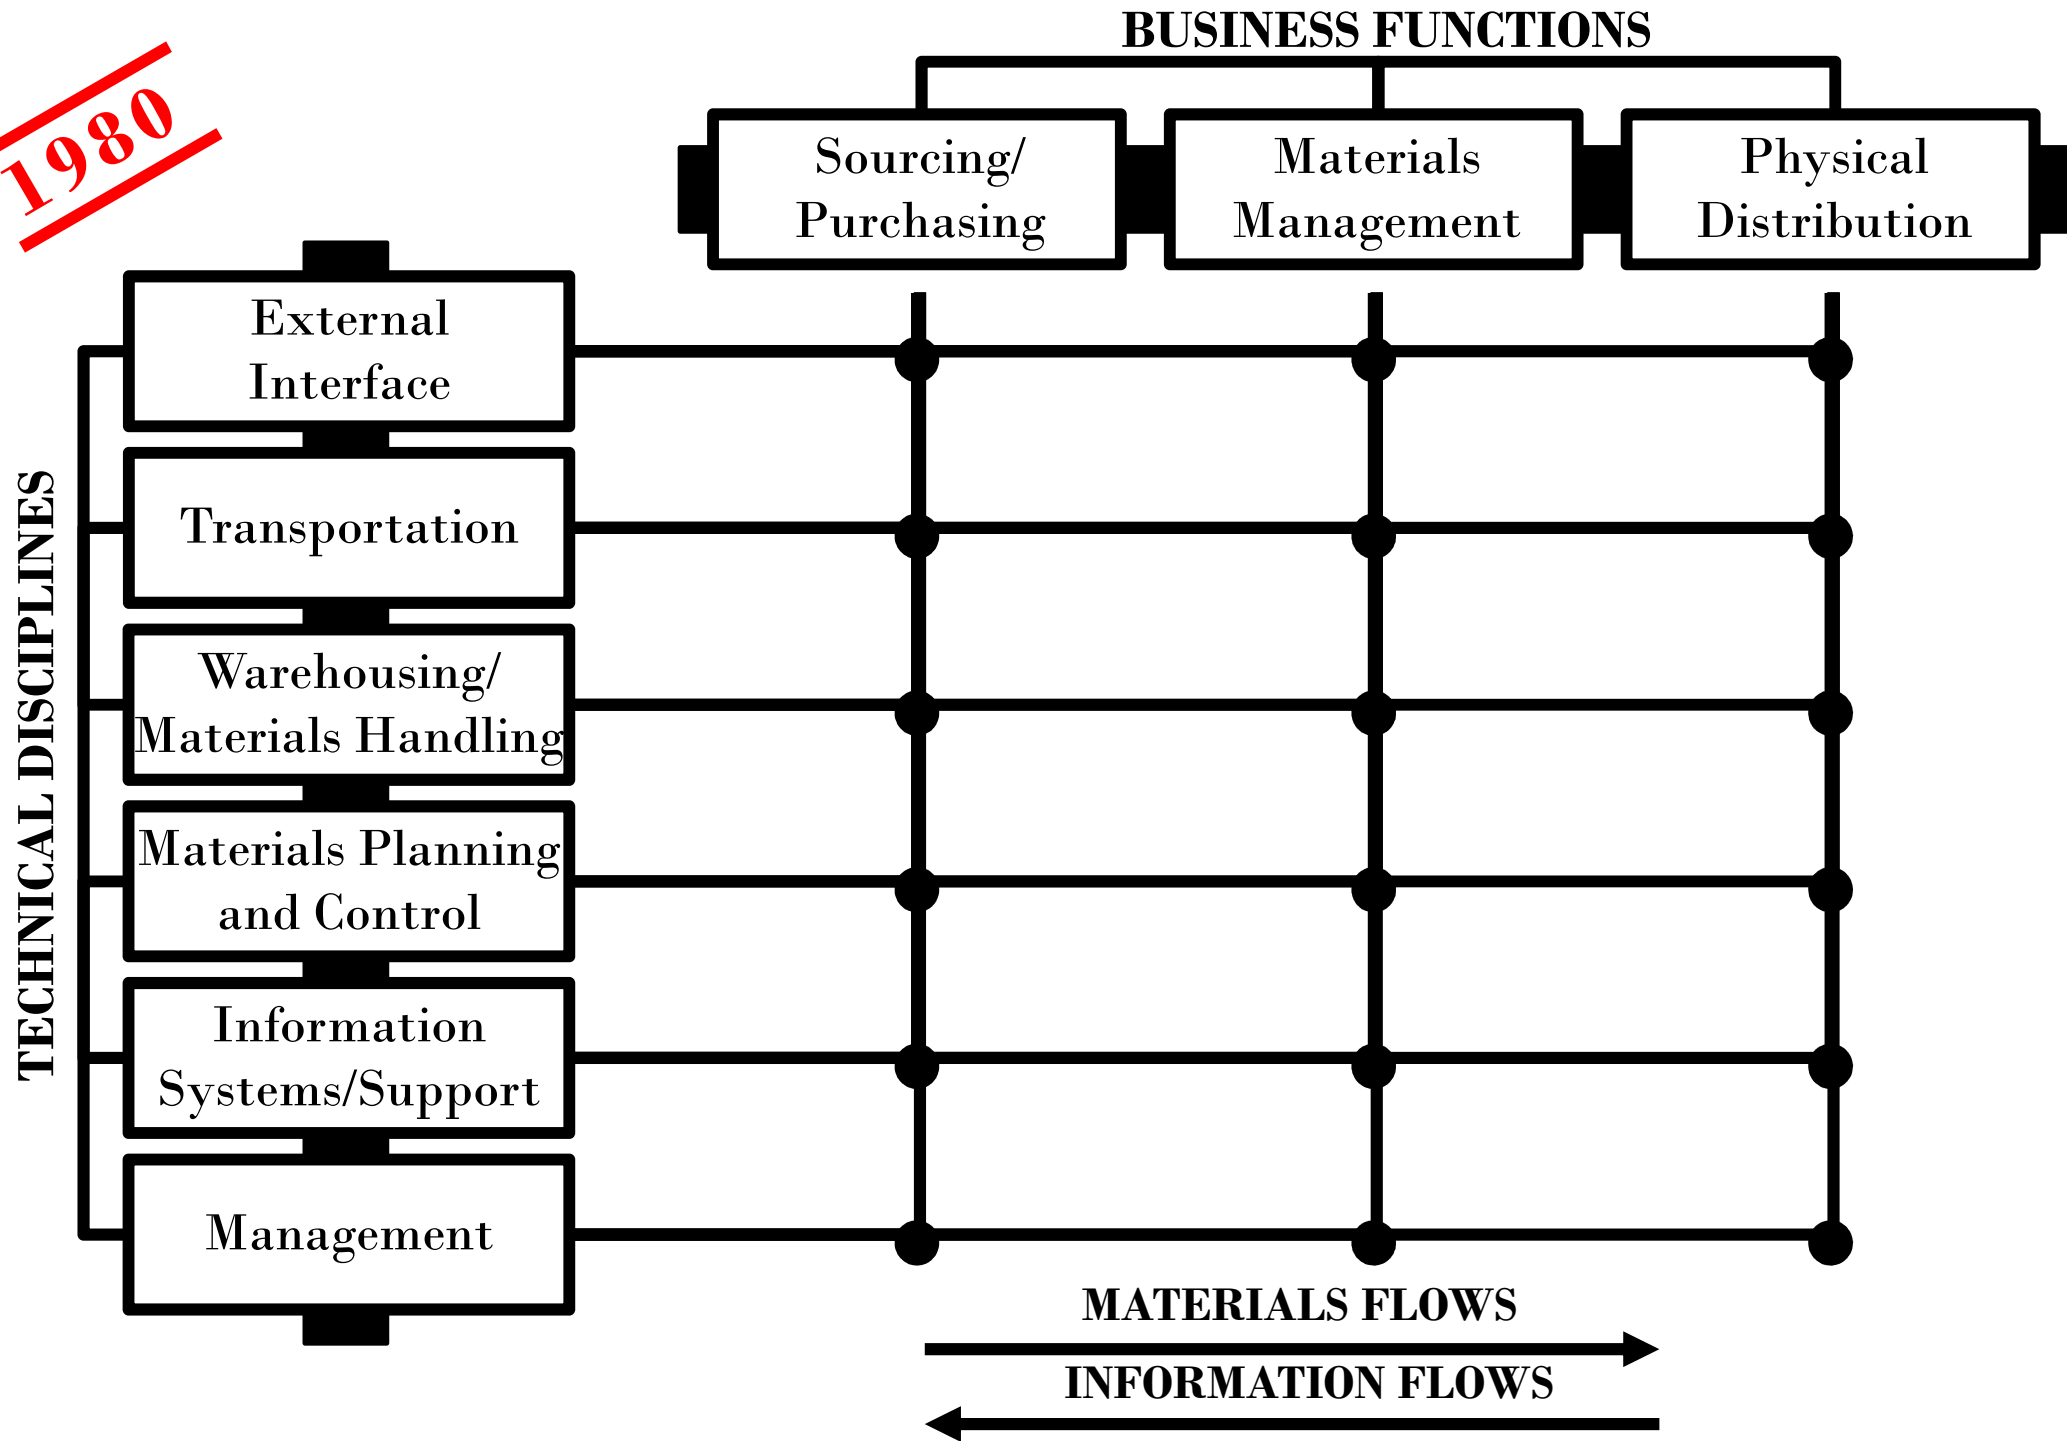 1980
BUSINESS FUNCTIONS
Sourcing/
Purchasing
Materials
Management
Physical
Distribution
TECHNICAL DISCIPLINES
External
Interface
Transportation
Warehousing/
Materials Handling
Materials Planning
and Control
Information
Systems/Support
Management
MATERIALS FLOWS
INFORMATION FLOWS